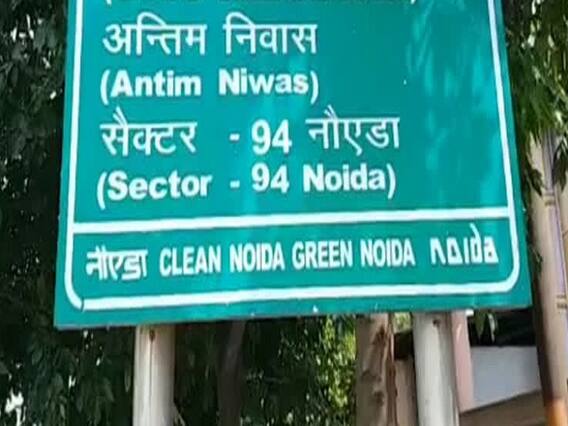 अन्तिम निवास
(Antim Niwas)
सैक्टर - 94 नौएडा
(Sector - 94 Noida)
नौएडा CLEAN NOIDA GREEN NOIDA noida